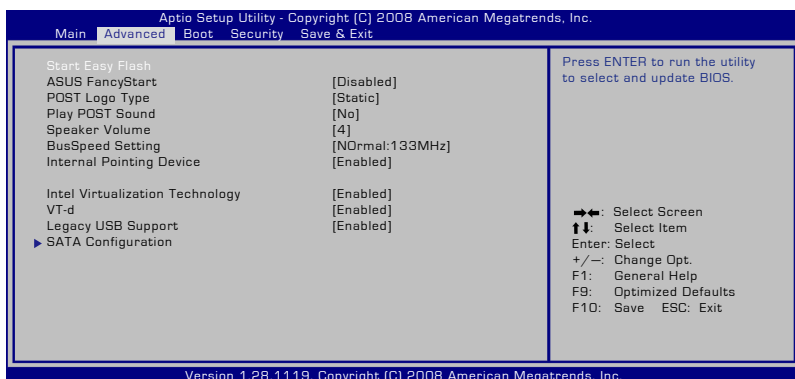 Aptio Setup Utility - Copyright (C) 2008 American Megatrends, Inc.
Main Advanced Boot Security Save & Exit
Start Easy Flash
ASUS FancyStart [Disabled]
POST Logo Type [Static]
Play POST Sound [No]
Speaker Volume [4]
BusSpeed Setting [NOrmal:133MHz]
Internal Pointing Device [Enabled]
Intel Virtualization Technology [Enabled]
VT-d [Enabled]
Legacy USB Support [Enabled]
SATA Configuration
Press ENTER to run the utility
to select and update BIOS.
→←: Select Screen
↑↓: Select Item
Enter: Select
+/—: Change Opt.
F1: General Help
F9: Optimized Defaults
F10: Save ESC: Exit
Version 1.28.1119. Copyright (C) 2008 American Megatrends, Inc.